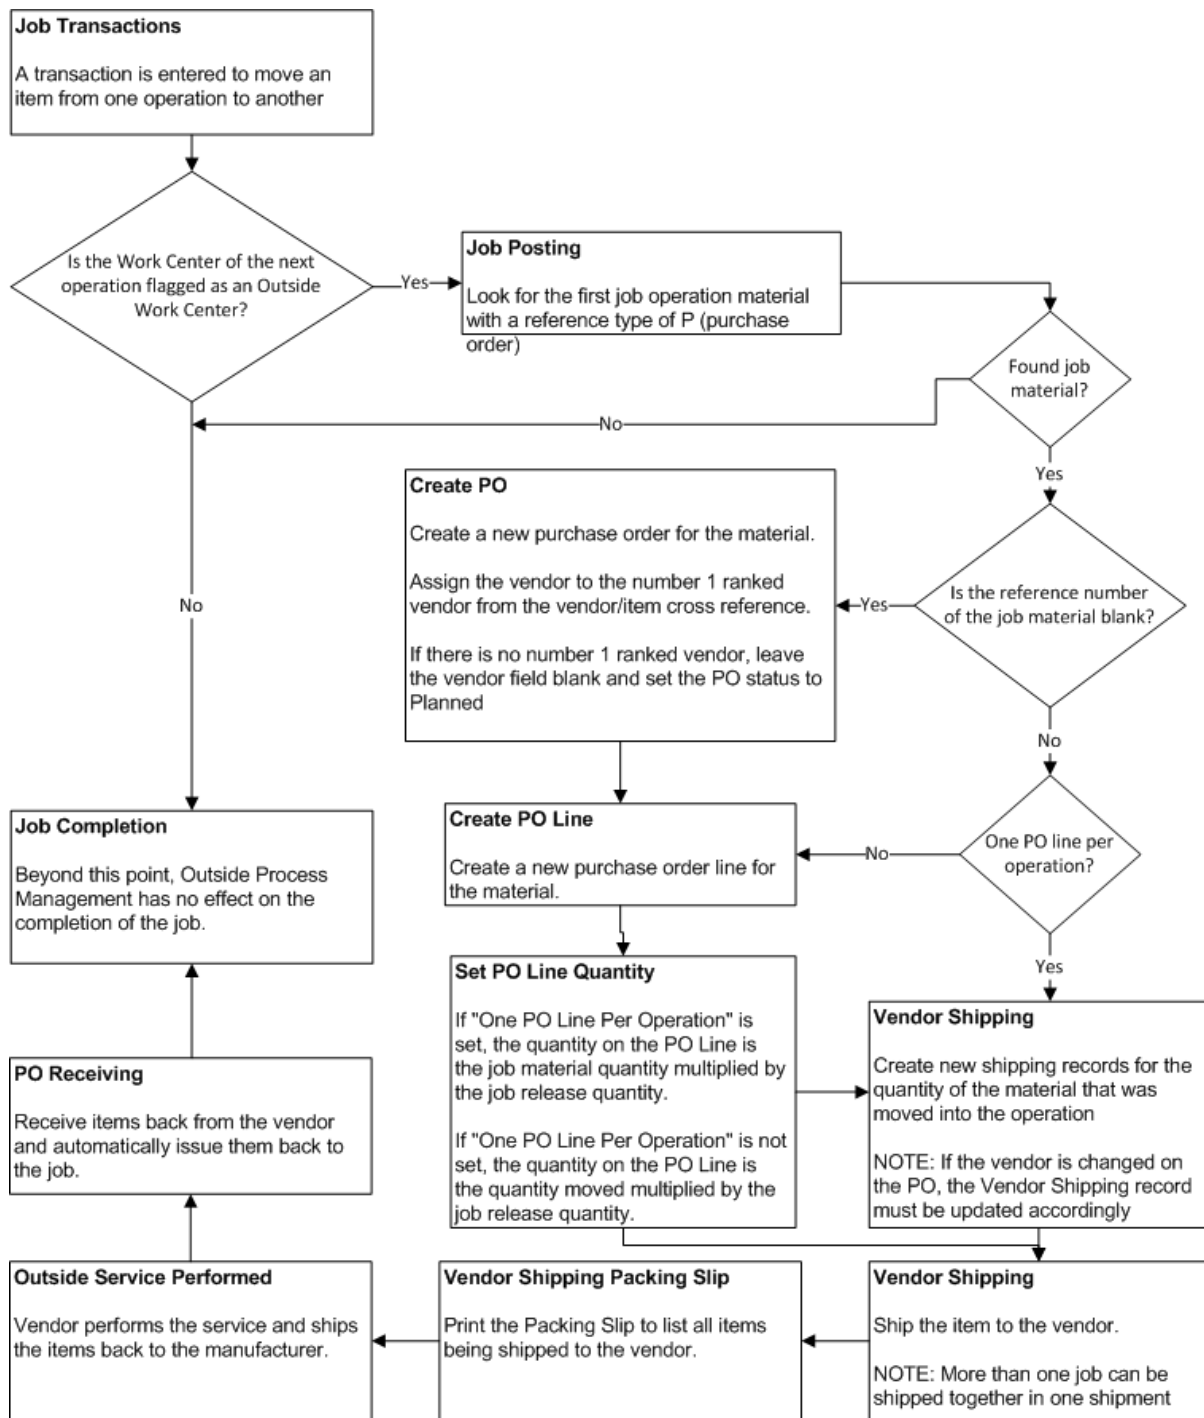 Job Transactions
A transaction is entered to move an
item from one operation to another
Is the Work Center of the next
operation flagged as an Outside
Work Center?
Yes
Job Posting
Look for the first job operation material
with a reference type of P (purchase
order)
Found job
material?
No
Yes
Create PO
Create a new purchase order for the material.
Assign the vendor to the number 1 ranked
vendor from the vendor/item cross reference.
If there is no number 1 ranked vendor, leave
the vendor field blank and set the PO status to
Planned
Yes
Is the reference number
of the job material blank?
No
No
Job Completion
Beyond this point, Outside Process
Management has no effect on the
completion of the job.
Create PO Line
Create a new purchase order line for
the material.
No
One PO line per
operation?
Yes
Set PO Line Quantity
If "One PO Line Per Operation" is
set, the quantity on the PO Line is
the job material quantity multiplied by
the job release quantity.
If "One PO Line Per Operation" is not
set, the quantity on the PO Line is
the quantity moved multiplied by the
job release quantity.
Vendor Shipping
Create new shipping records for the
quantity of the material that was
moved into the operation
NOTE: If the vendor is changed on
the PO, the Vendor Shipping record
must be updated accordingly
PO Receiving
Receive items back from the vendor
and automatically issue them back to
the job.
Outside Service Performed
Vendor performs the service and ships
the items back to the manufacturer.
Vendor Shipping Packing Slip
Print the Packing Slip to list all items
being shipped to the vendor.
Vendor Shipping
Ship the item to the vendor.
NOTE: More than one job can be
shipped together in one shipment